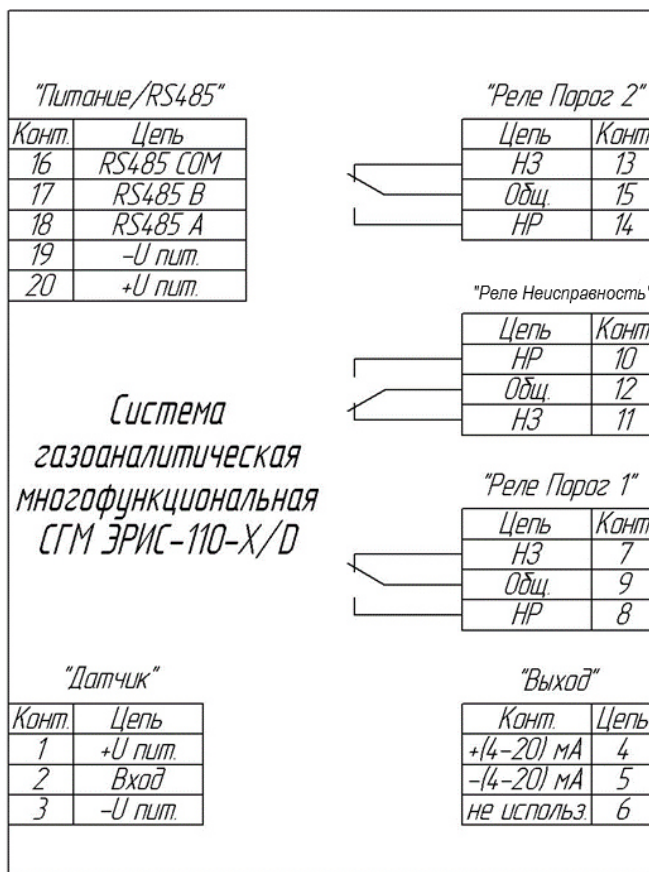 "Питание/RS485"
Конт. Цепь
16 RS485 COM
17 RS485 B
18 RS485 A
19 -U пит.
20 +U пит.
"Реле Порог 2"
Цепь Конт
НЗ 13
Общ. 15
НР 14
"Реле Неисправность"
Цепь Конт
НР 10
Общ. 12
НЗ 11
Система
газоаналитическая
многофункциональная
СГМ ЭРИС-110-X/D
"Реле Порог 1"
Цепь Конт
НЗ 7
Общ. 9
НР 8
"Датчик"
Конт. Цепь
1 +U пит.
2 Вход
3 -U пит.
"Выход"
Конт. Цепь
+(4-20) мА 4
-(4-20) мА 5
не использ. 6